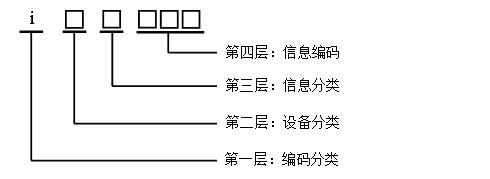 i □ □ □□□
第四层：信息编码
第三层：信息分类
第二层：设备分类
第一层：编码分类